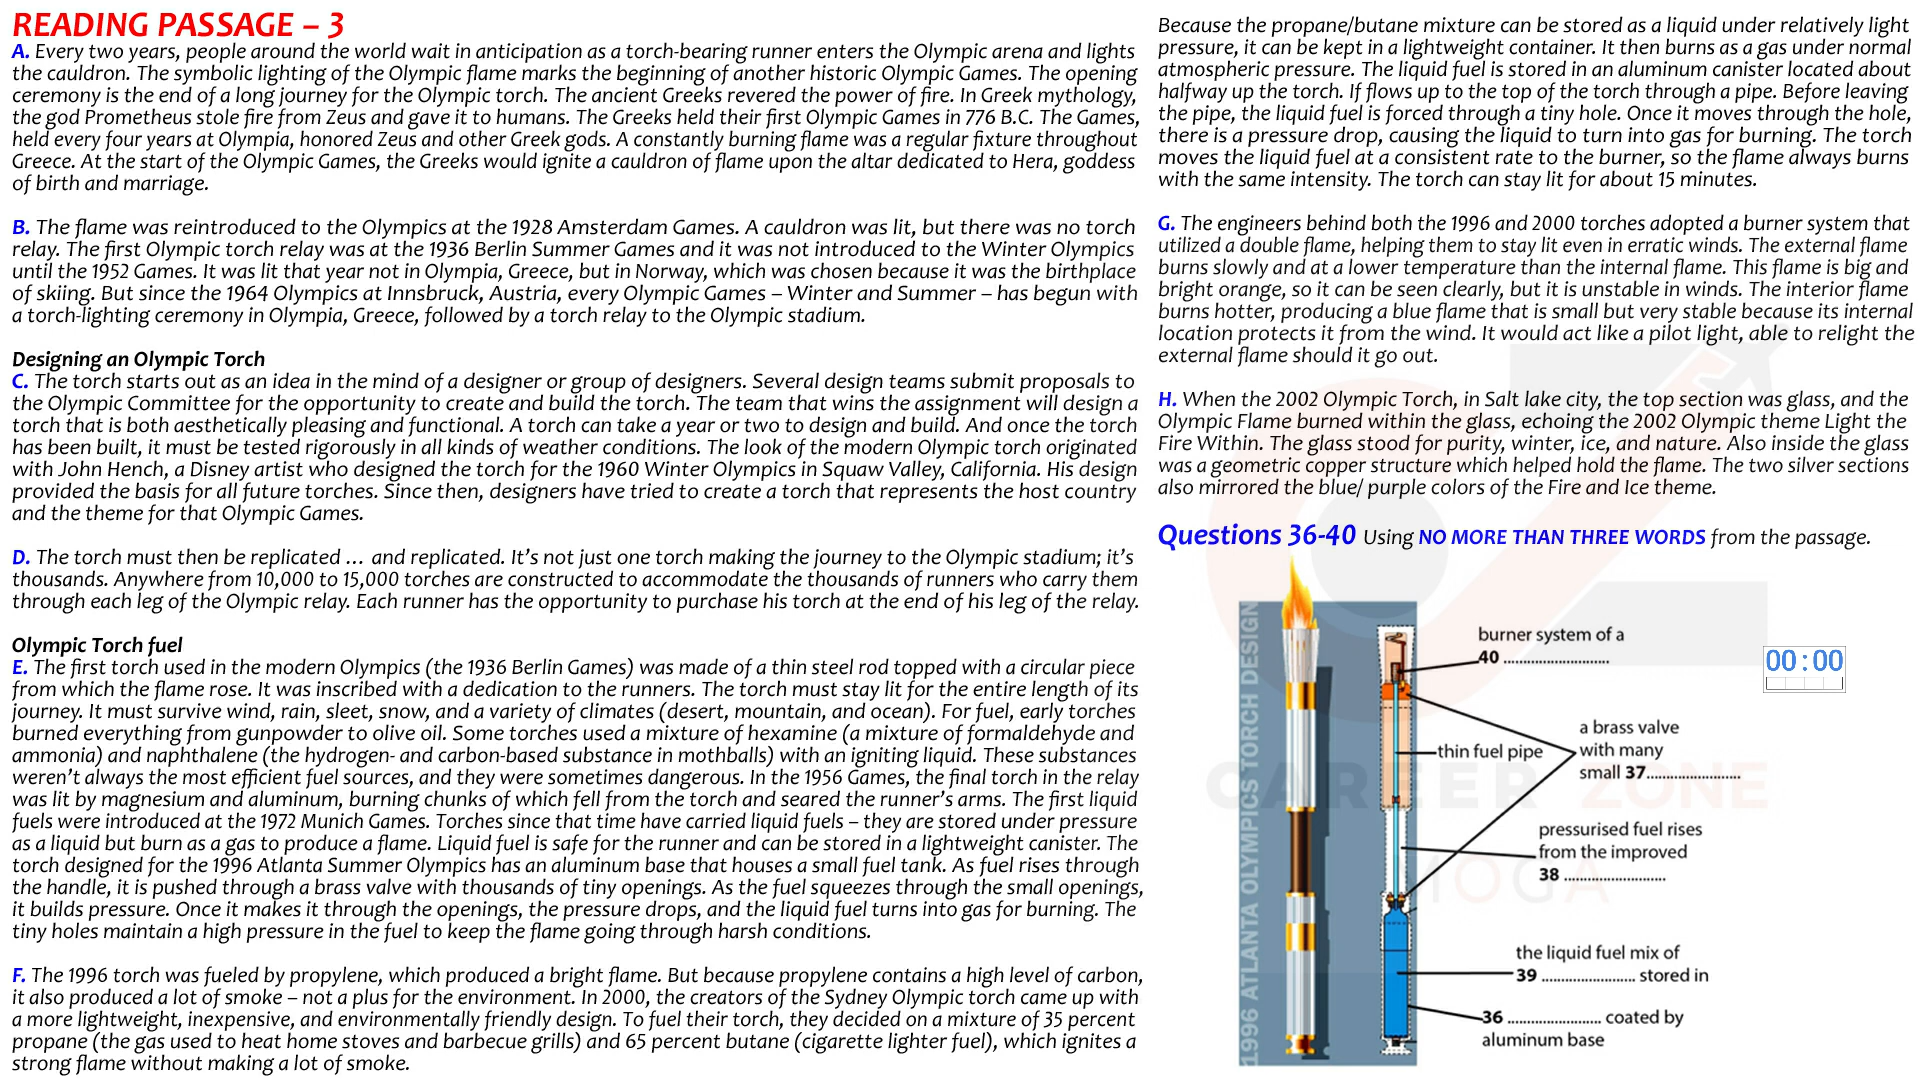 READING PASSAGE – 3
A. Every two years, people around the world wait in anticipation as a torch-bearing runner enters the Olympic arena and lights
the cauldron. The symbolic lighting of the Olympic flame marks the beginning of another historic Olympic Games. The opening
ceremony is the end of a long journey for the Olympic torch. The ancient Greeks revered the power of fire. In Greek mythology,
the god Prometheus stole fire from Zeus and gave it to humans. The Greeks held their first Olympic Games in 776 B.C. The Games,
held every four years at Olympia, honored Zeus and other Greek gods. A constantly burning flame was a regular fixture throughout
Greece. At the start of the Olympic Games, the Greeks would ignite a cauldron of flame upon the altar dedicated to Hera, goddess
of birth and marriage.
B. The flame was reintroduced to the Olympics at the 1928 Amsterdam Games. A cauldron was lit, but there was no torch
relay. The first Olympic torch relay was at the 1936 Berlin Summer Games and it was not introduced to the Winter Olympics
until the 1952 Games. It was lit that year not in Olympia, Greece, but in Norway, which was chosen because it was the birthplace
of skiing. But since the 1964 Olympics at Innsbruck, Austria, every Olympic Games – Winter and Summer – has begun with
a torch-lighting ceremony in Olympia, Greece, followed by a torch relay to the Olympic stadium.
Designing an Olympic Torch
C. The torch starts out as an idea in the mind of a designer or group of designers. Several design teams submit proposals to
the Olympic Committee for the opportunity to create and build the torch. The team that wins the assignment will design a
torch that is both aesthetically pleasing and functional. A torch can take a year or two to design and build. And once the torch
has been built, it must be tested rigorously in all kinds of weather conditions. The look of the modern Olympic torch originated
with John Hench, a Disney artist who designed the torch for the 1960 Winter Olympics in Squaw Valley, California. His design
provided the basis for all future torches. Since then, designers have tried to create a torch that represents the host country
and the theme for that Olympic Games.
D. The torch must then be replicated … and replicated. It’s not just one torch making the journey to the Olympic stadium; it’s
thousands. Anywhere from 10,000 to 15,000 torches are constructed to accommodate the thousands of runners who carry them
through each leg of the Olympic relay. Each runner has the opportunity to purchase his torch at the end of his leg of the relay.
Olympic Torch fuel
E. The first torch used in the modern Olympics (the 1936 Berlin Games) was made of a thin steel rod topped with a circular piece
from which the flame rose. It was inscribed with a dedication to the runners. The torch must stay lit for the entire length of its
journey. It must survive wind, rain, sleet, snow, and a variety of climates (desert, mountain, and ocean). For fuel, early torches
burned everything from gunpowder to olive oil. Some torches used a mixture of hexamine (a mixture of formaldehyde and
ammonia) and naphthalene (the hydrogen- and carbon-based substance in mothballs) with an igniting liquid. These substances
weren’t always the most efficient fuel sources, and they were sometimes dangerous. In the 1956 Games, the final torch in the relay
was lit by magnesium and aluminum, burning chunks of which fell from the torch and seared the runner’s arms. The first liquid
fuels were introduced at the 1972 Munich Games. Torches since that time have carried liquid fuels – they are stored under pressure
as a liquid but burn as a gas to produce a flame. Liquid fuel is safe for the runner and can be stored in a lightweight canister. The
torch designed for the 1996 Atlanta Summer Olympics has an aluminum base that houses a small fuel tank. As fuel rises through
the handle, it is pushed through a brass valve with thousands of tiny openings. As the fuel squeezes through the small openings,
it builds pressure. Once it makes it through the openings, the pressure drops, and the liquid fuel turns into gas for burning. The
tiny holes maintain a high pressure in the fuel to keep the flame going through harsh conditions.
F. The 1996 torch was fueled by propylene, which produced a bright flame. But because propylene contains a high level of carbon,
it also produced a lot of smoke – not a plus for the environment. In 2000, the creators of the Sydney Olympic torch came up with
a more lightweight, inexpensive, and environmentally friendly design. To fuel their torch, they decided on a mixture of 35 percent
propane (the gas used to heat home stoves and barbecue grills) and 65 percent butane (cigarette lighter fuel), which ignites a
strong flame without making a lot of smoke.
Because the propane/butane mixture can be stored as a liquid under relatively light
pressure, it can be kept in a lightweight container. It then burns as a gas under normal
atmospheric pressure. The liquid fuel is stored in an aluminum canister located about
halfway up the torch. If flows up to the top of the torch through a pipe. Before leaving
the pipe, the liquid fuel is forced through a tiny hole. Once it moves through the hole,
there is a pressure drop, causing the liquid to turn into gas for burning. The torch
moves the liquid fuel at a consistent rate to the burner, so the flame always burns
with the same intensity. The torch can stay lit for about 15 minutes.
G. The engineers behind both the 1996 and 2000 torches adopted a burner system that
utilized a double flame, helping them to stay lit even in erratic winds. The external flame
burns slowly and at a lower temperature than the internal flame. This flame is big and
bright orange, so it can be seen clearly, but it is unstable in winds. The interior flame
burns hotter, producing a blue flame that is small but very stable because its internal
location protects it from the wind. It would act like a pilot light, able to relight the
external flame should it go out.
H. When the 2002 Olympic Torch, in Salt lake city, the top section was glass, and the
Olympic Flame burned within the glass, echoing the 2002 Olympic theme Light the
Fire Within. The glass stood for purity, winter, ice, and nature. Also inside the glass
was a geometric copper structure which helped hold the flame. The two silver sections
also mirrored the blue/ purple colors of the Fire and Ice theme.
Questions 36-40 Using NO MORE THAN THREE WORDS from the passage.
1996 ATLANTA OLYMPICS TORCH DESIGN
burner system of a
40 ............................
00:00
thin fuel pipe
a brass valve
with many
small 37.........................
CAREER ZONE
pressurised fuel rises
from the improved
38 ...........................
MOGA
the liquid fuel mix of
39 ......................... stored in
36 ......................... coated by
aluminum base